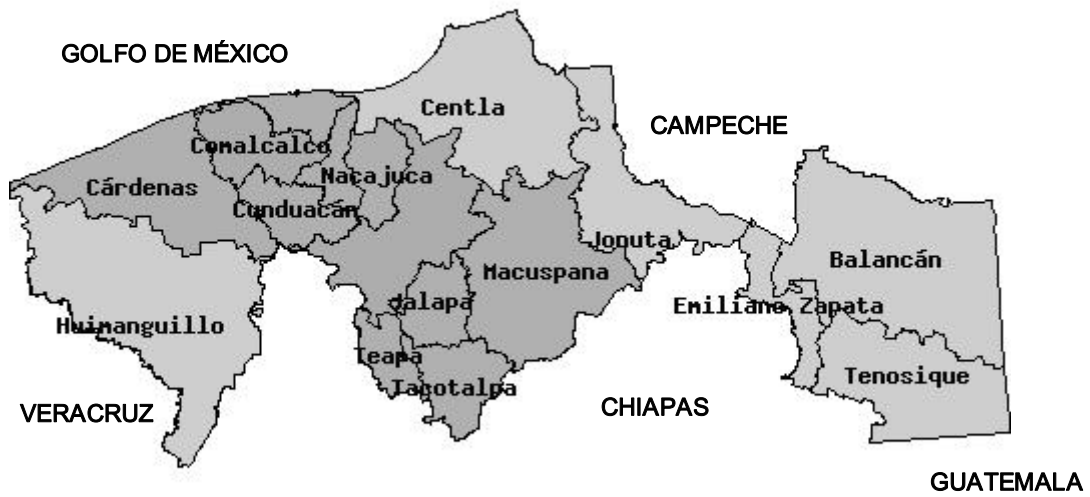 GOLFO DE MÉXICO
Centla
CAMPECHE
Comalcalco
Nacajuca
Cárdenas
Cunduacán
Jonuta
Macuspana
Balancán
Jalapa
Emiliano Zapata
Huimanguillo
Teapa
Tenosique
Tacotalpa
VERACRUZ
CHIAPAS
GUATEMALA